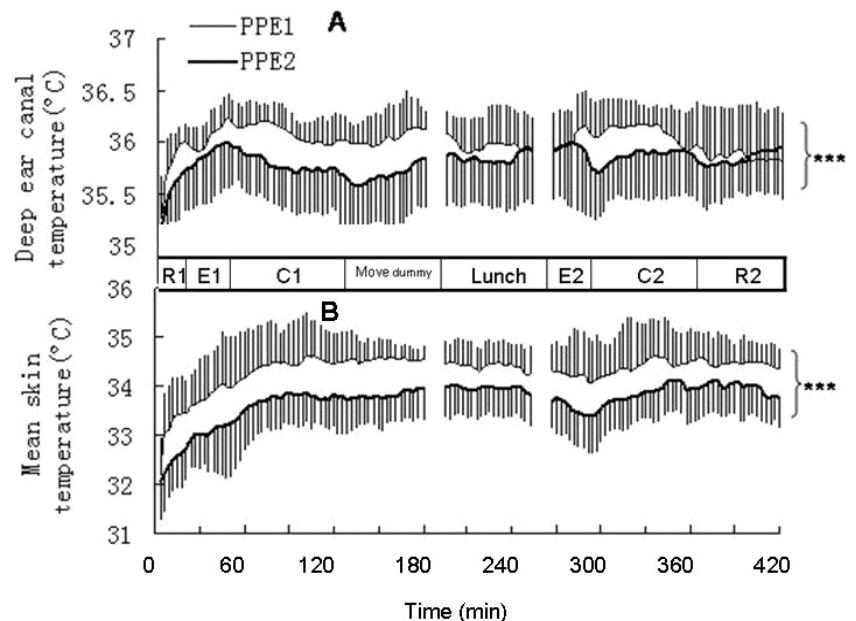 PPE1
A
PPE2
Deep ear canal
temperature(°C)
37
36.5
36
35.5
35
***
R1 E1 C1 Move dummy Lunch E2 C2 R2
B
Mean skin
temperature(°C)
36
35
34
33
32
31
***
0 60 120 180 240 300 360 420
Time (min)